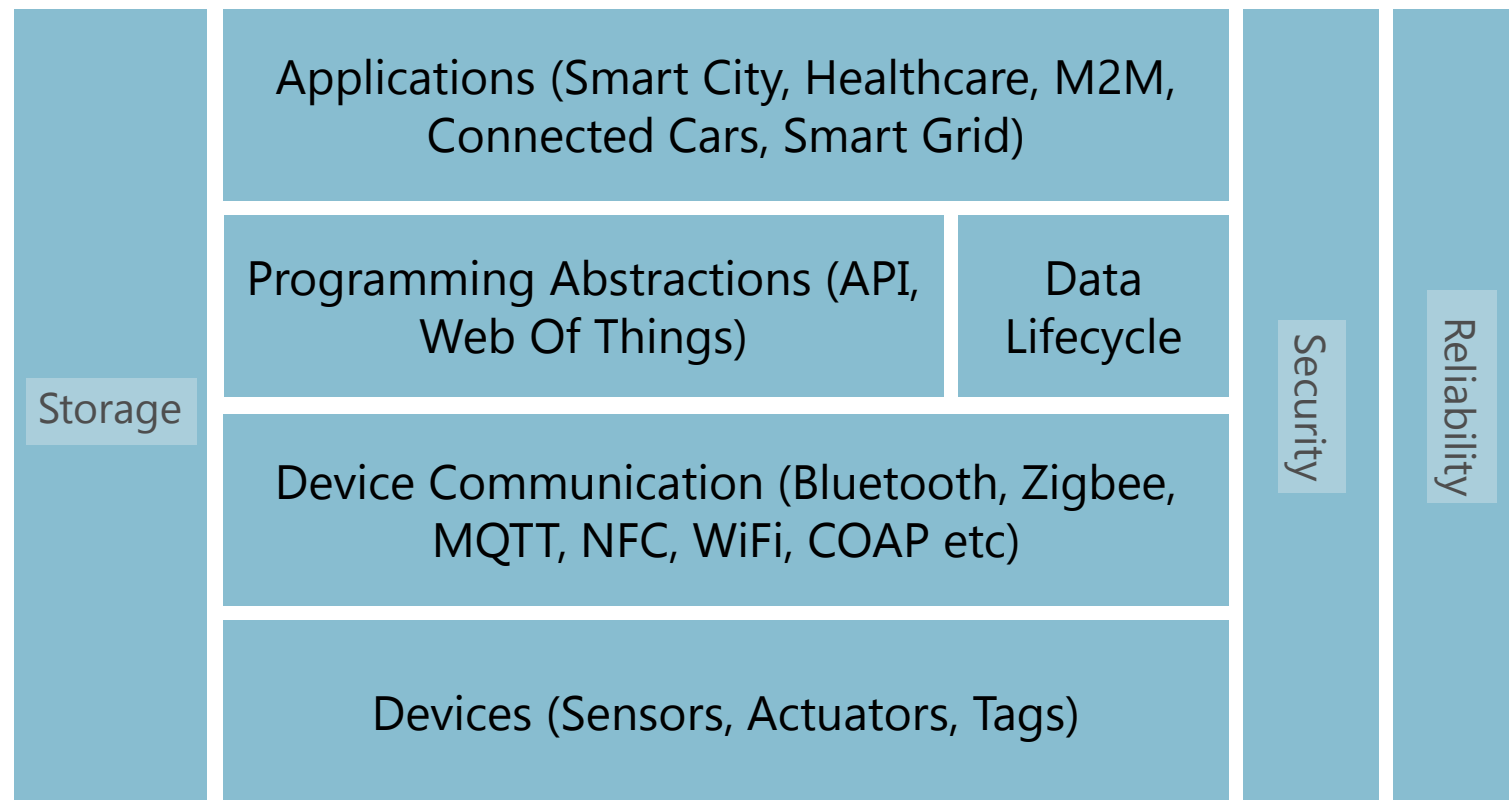 Applications (Smart City, Healthcare, M2M,
Connected Cars, Smart Grid)
Programming Abstractions (API,
Web Of Things)
Data
Lifecycle
Storage
Security
Reliability
Device Communication (Bluetooth, Zigbee,
MQTT, NFC, WiFi, COAP etc)
Devices (Sensors, Actuators, Tags)